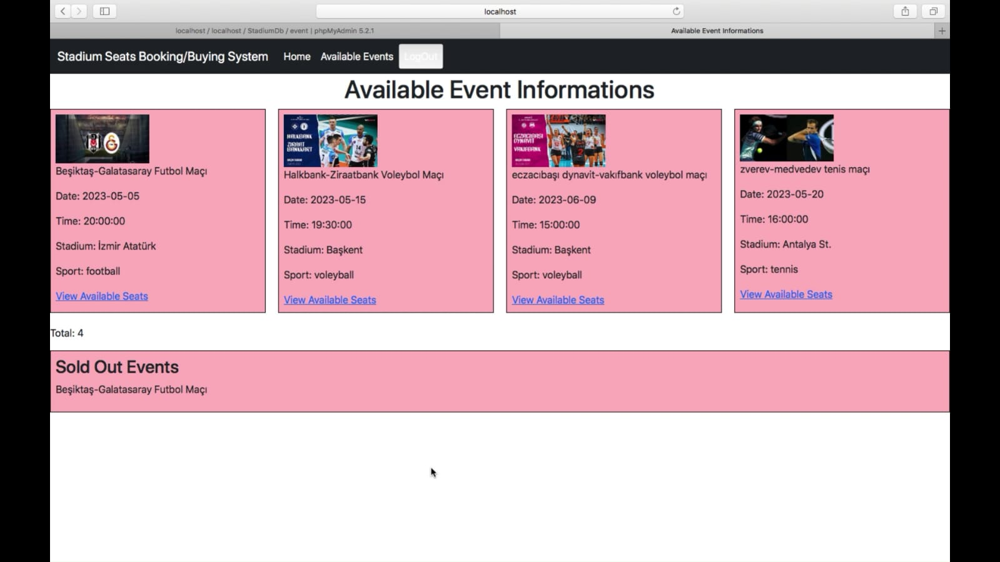 localhost
localhost / localhost / StadiumDb / event | phpMyAdmin 5.2.1
Available Event Informations
Stadium Seats Booking/Buying System
Home
Available Events
LogOut
Available Event Informations
HALKBANK
ZİRAAT
BANKKART
Beşiktaş-Galatasaray Futbol Maçı
Date: 2023-05-05
Time: 20:00:00
Stadium: İzmir Atatürk
Sport: football
View Available Seats
Halkbank-Ziraatbank Voleybol Maçı
Date: 2023-05-15
Time: 19:30:00
Stadium: Başkent
Sport: voleyball
View Available Seats
ECZACIBAŞI
DYNAVİT
VAKIFBANK
eczacıbaşı dynavit-vakıfbank voleybol maçı
Date: 2023-06-09
Time: 15:00:00
Stadium: Başkent
Sport: voleyball
View Available Seats
zverev-medvedev tenis maçı
Date: 2023-05-20
Time: 16:00:00
Stadium: Antalya St.
Sport: tennis
View Available Seats
Total: 4
Sold Out Events
Beşiktaş-Galatasaray Futbol Maçı